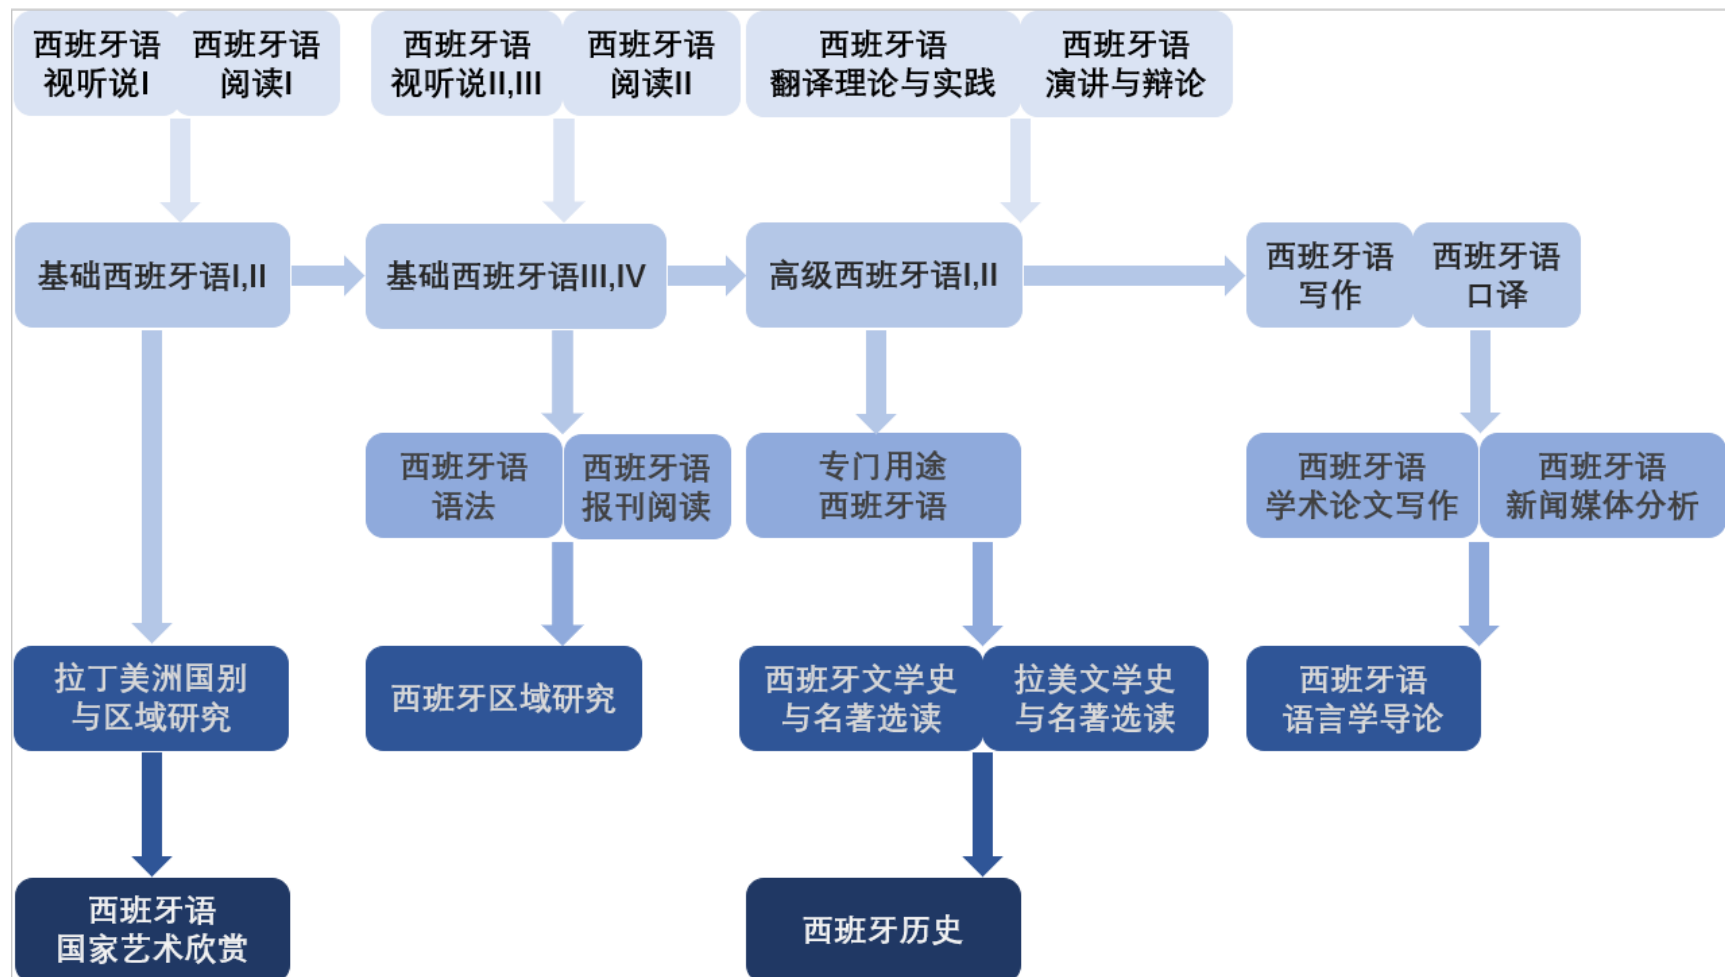 西班牙语
视听说I
西班牙语
阅读I
西班牙语
视听说II,III
西班牙语
阅读II
西班牙语
翻译理论与实践
西班牙语
演讲与辩论
基础西班牙语I,II
基础西班牙语III,IV
高级西班牙语I,II
西班牙语
写作
西班牙语
口译
西班牙语
语法
西班牙语
报刊阅读
专门用途
西班牙语
西班牙语
学术论文写作
西班牙语
新闻媒体分析
拉丁美洲国别
与区域研究
西班牙区域研究
西班牙文学史
与名著选读
拉美文学史
与名著选读
西班牙语
语言学导论
西班牙语
国家艺术欣赏
西班牙历史